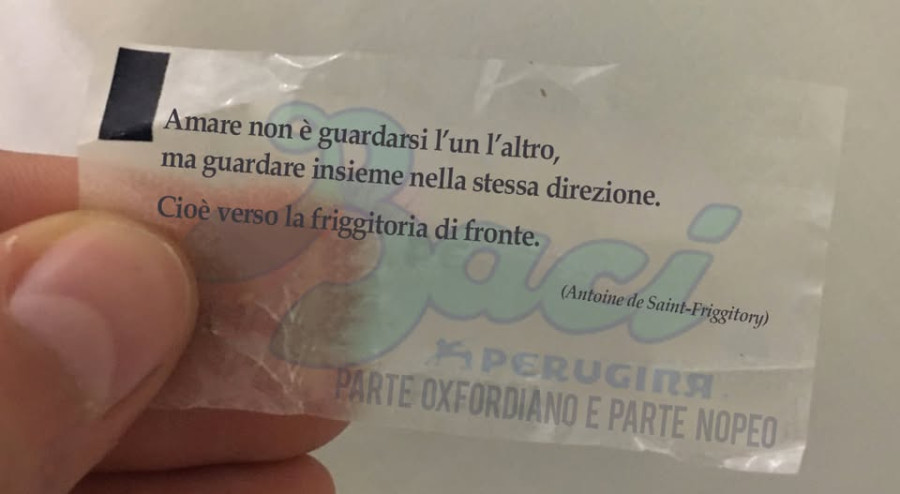 Amare non è guardarsi l'un l'altro,
ma guardare insieme nella stessa direzione.
Cioè verso la friggitoria di fronte.
(Antoine de Saint-Friggitory)
Baci
PERUGINA
PARTE OXFORDIANO E PARTE NOPEO